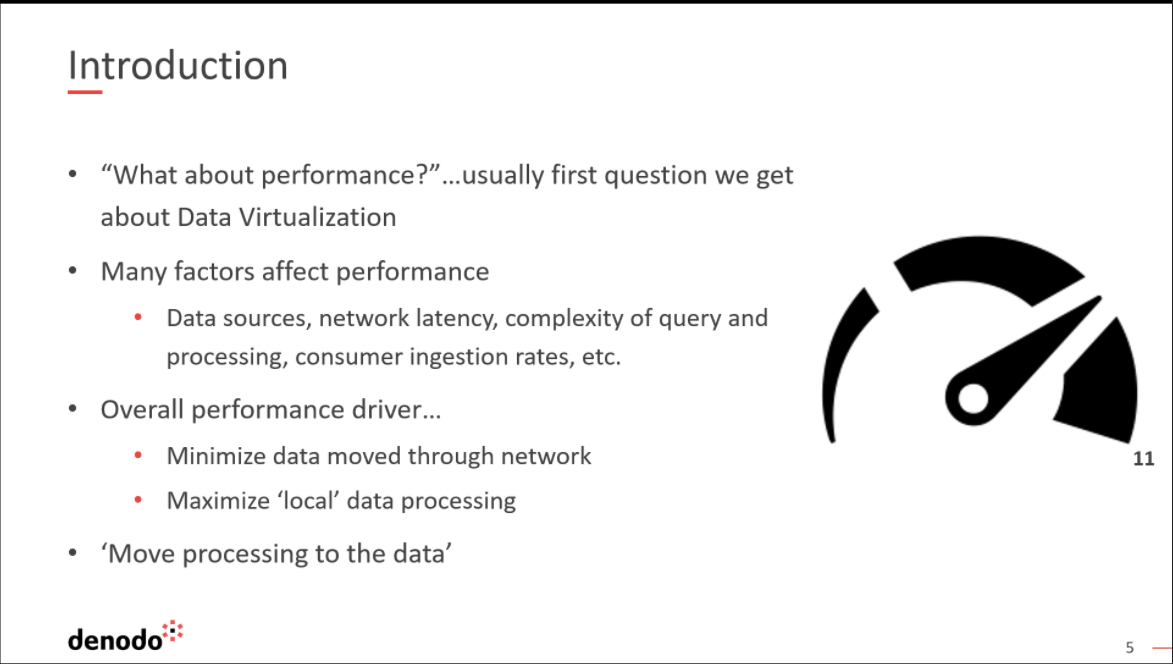 Introduction
• “What about performance?”…usually first question we get
about Data Virtualization
• Many factors affect performance
• Data sources, network latency, complexity of query and
processing, consumer ingestion rates, etc.
• Overall performance driver…
• Minimize data moved through network
• Maximize ‘local’ data processing
• ‘Move processing to the data’
11
denodo
5